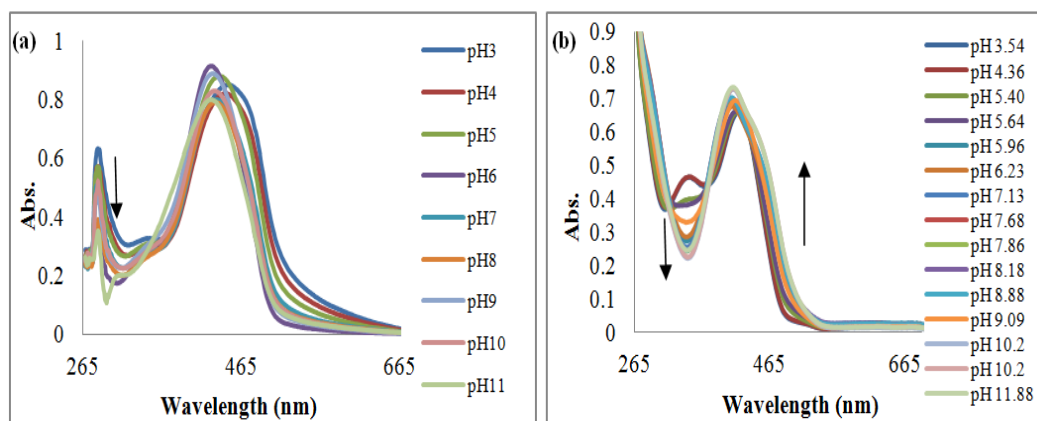 (a)
1
0.8
0.6
0.4
0.2
0
Abs.
265
465
665
Wavelength (nm)
pH3
pH4
pH5
pH6
pH7
pH8
pH9
pH10
pH11
(b)
0.9
0.8
0.7
0.6
0.5
0.4
0.3
0.2
0.1
0
Abs.
265
465
665
Wavelength (nm)
pH 3.54
pH 4.36
pH 5.40
pH 5.64
pH 5.96
pH 6.23
pH 7.13
pH 7.68
pH 7.86
pH 8.18
pH 8.88
pH 9.09
pH 10.2
pH 10.2
pH 11.88